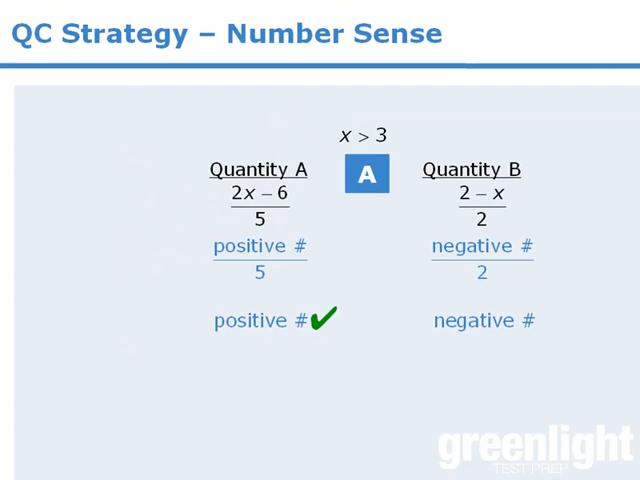 QC Strategy – Number Sense
x > 3
Quantity A A Quantity B
2x – 6 2 – x
5 2
positive # negative #
5 2
positive # ✔ negative #
greenlight
TEST PREP